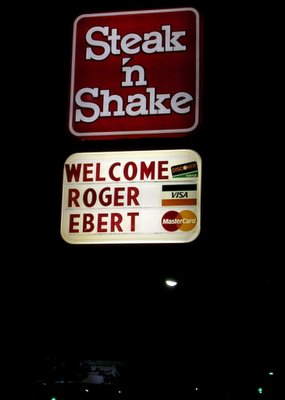 Steak
'n
Shake
WELCOME DISCOVER
ROGER VISA
EBERT MasterCard